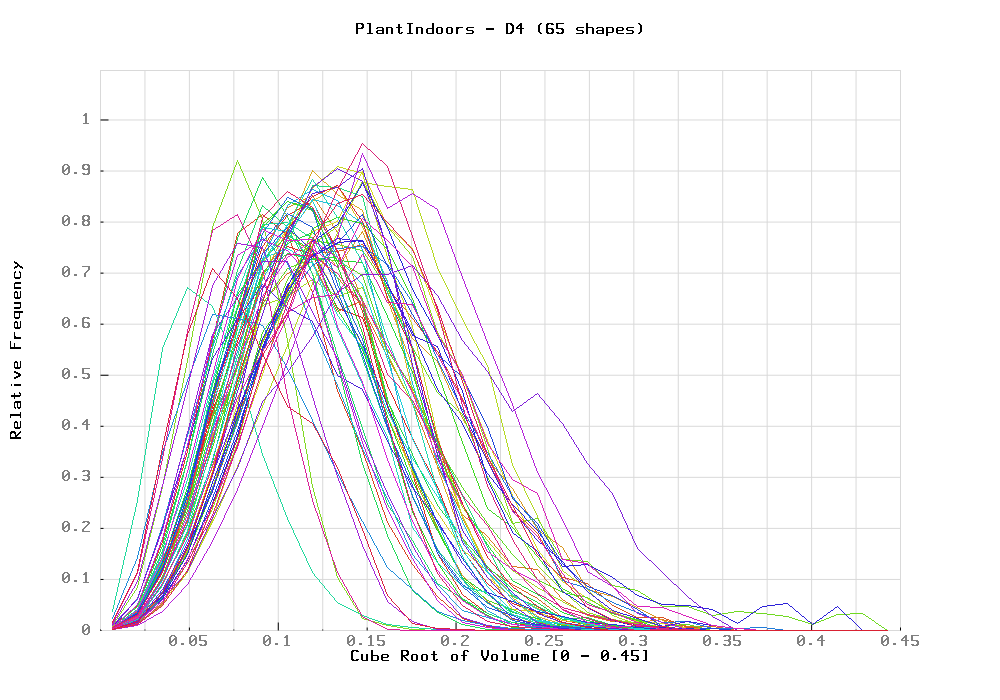 PlantIndoors - D4 (65 shapes)
1
0.9
0.8
0.7
0.6
0.5
0.4
0.3
0.2
0.1
0
Relative Frequency
0.05 0.1 0.15 0.2 0.25 0.3 0.35 0.4 0.45
Cube Root of Volume [0 - 0.45]